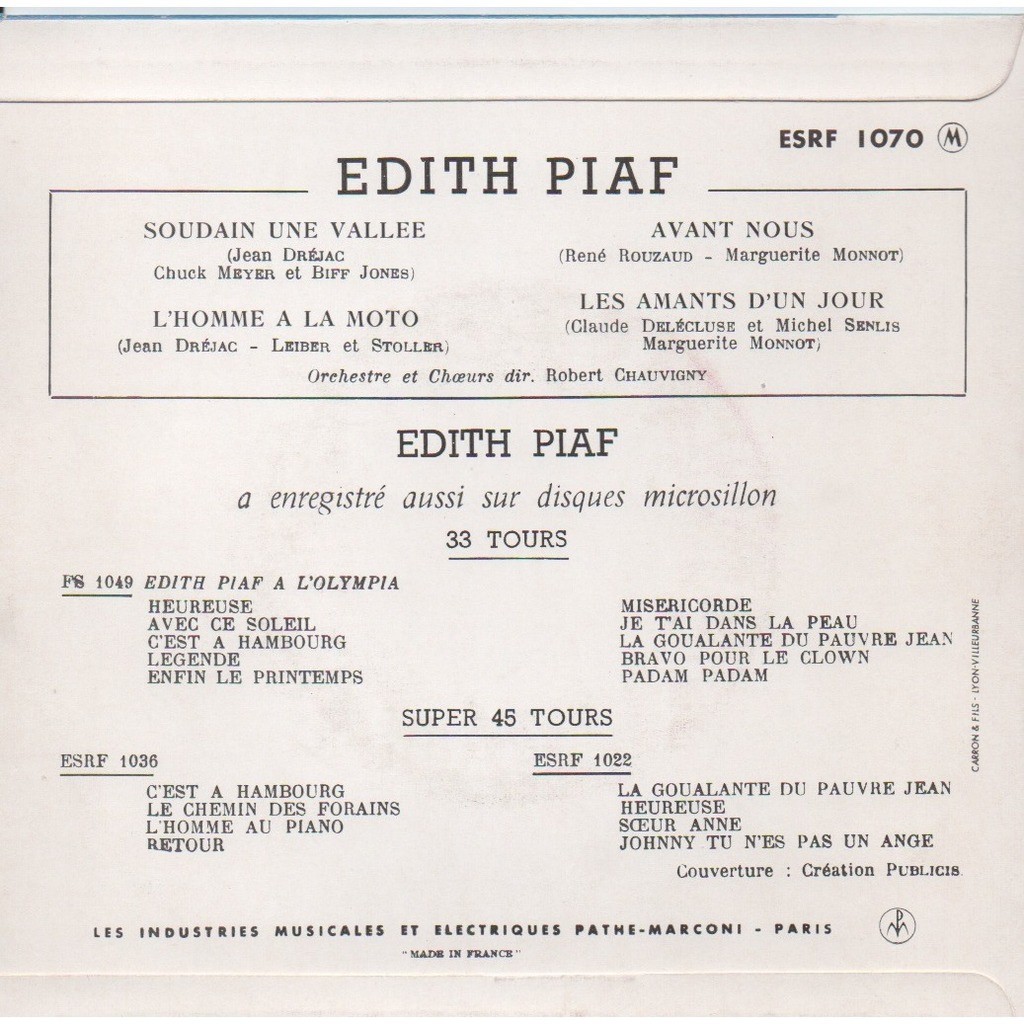 ESRF 1070 M
EDITH PIAF
SOUDAIN UNE VALLEE
(Jean DRÉJAC
Chuck MEYER et BIFF JONES)
L'HOMME A LA MOTO
(Jean DRÉJAC - LEIBER et STOLLER)
AVANT NOUS
(René ROUZAUD - Marguerite MONNOT)
LES AMANTS D'UN JOUR
(Claude DELÉCLUSE et Michel SENLIS
Marguerite MONNOT)
Orchestre et Chœurs dir. Robert CHAUVIGNY
EDITH PIAF
a enregistré aussi sur disques microsillon
33 TOURS
FS 1049 EDITH PIAF A L'OLYMPIA
HEUREUSE
AVEC CE SOLEIL
C'EST A HAMBOURG
LEGENDE
ENFIN LE PRINTEMPS
MISERICORDE
JE T'AI DANS LA PEAU
LA GOUALANTE DU PAUVRE JEAN
BRAVO POUR LE CLOWN
PADAM PADAM
CARRON & FILS - LYON-VILLEURBANNE
SUPER 45 TOURS
ESRF 1036
C'EST A HAMBOURG
LE CHEMIN DES FORAINS
L'HOMME AU PIANO
RETOUR
ESRF 1022
LA GOUALANTE DU PAUVRE JEAN
HEUREUSE
SŒUR ANNE
JOHNNY TU N'ES PAS UN ANGE
Couverture : Création PUBLICIS
LES INDUSTRIES MUSICALES ET ELECTRIQUES PATHE-MARCONI - PARIS
"MADE IN FRANCE"